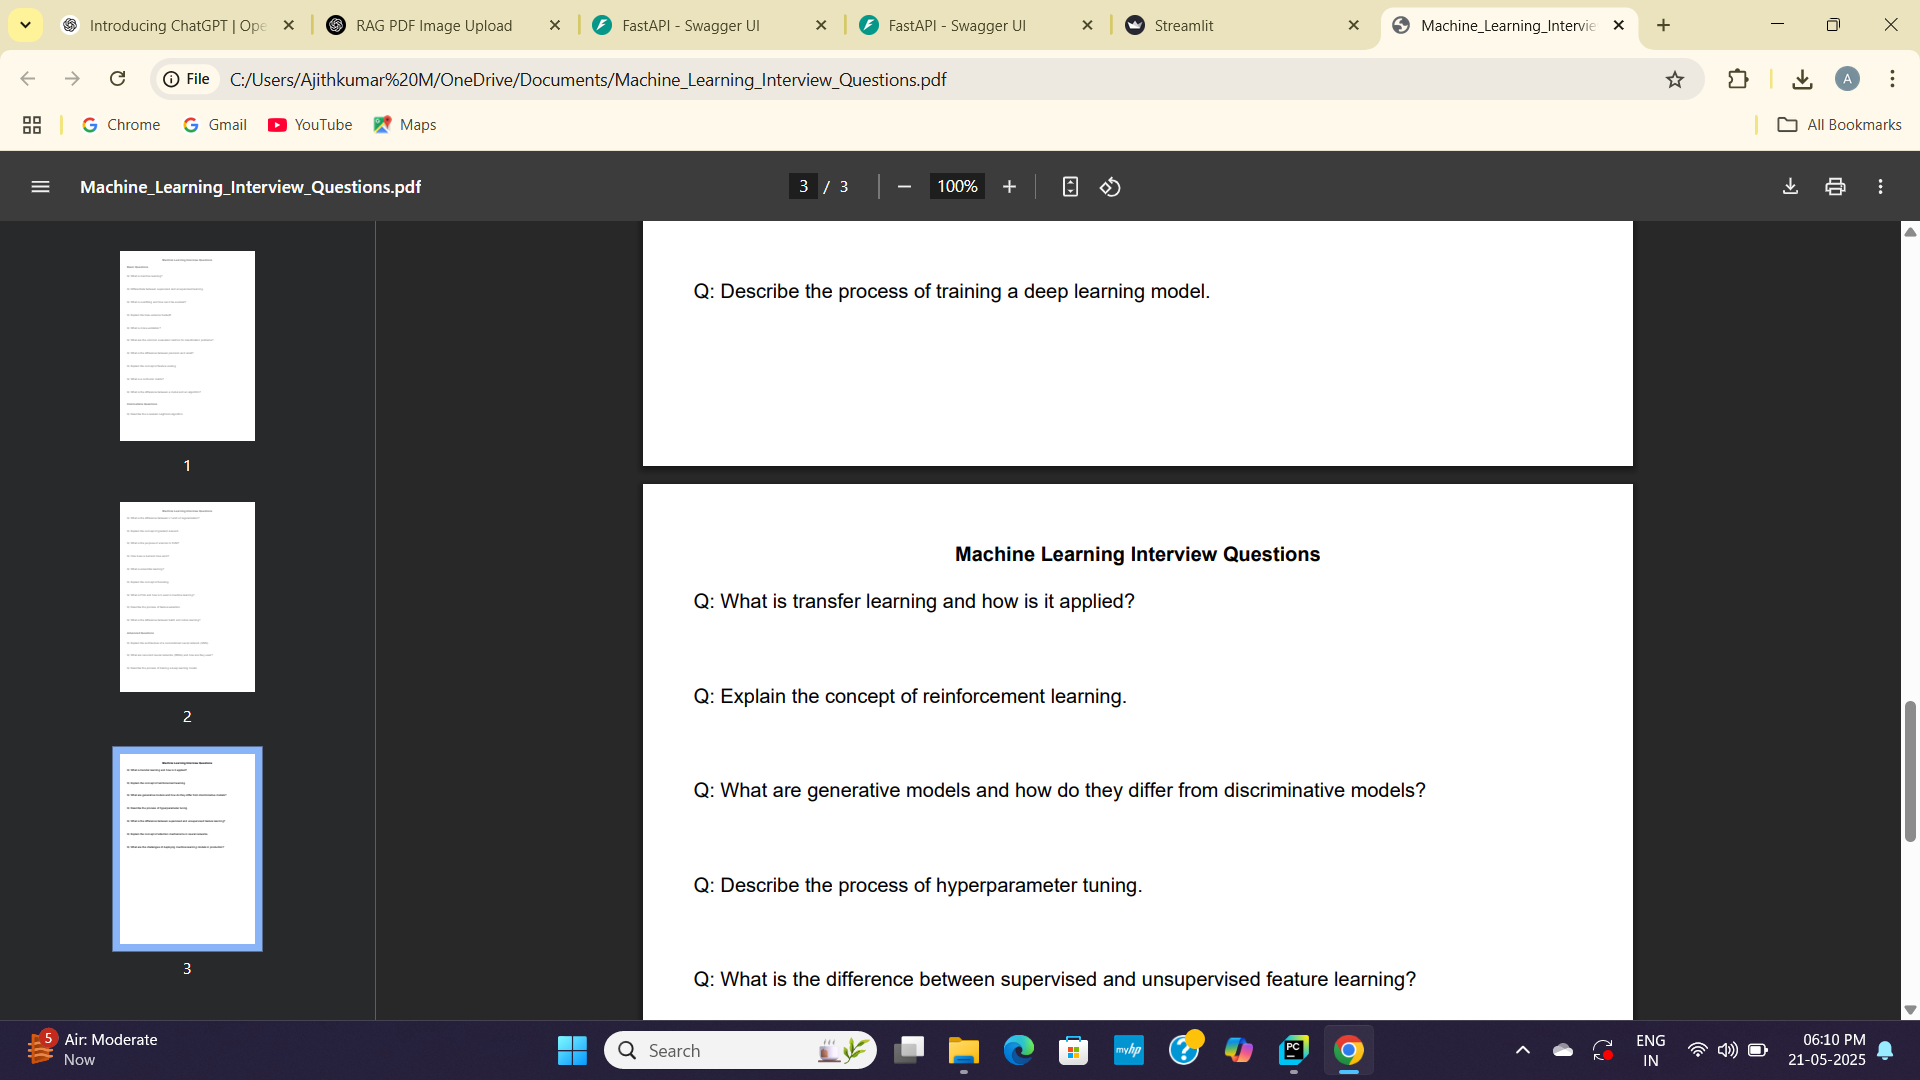 Introducing ChatGPT | Ope
RAG PDF Image Upload
FastAPI - Swagger UI
FastAPI - Swagger UI
Streamlit
Machine_Learning_Intervie
File
C:/Users/Ajithkumar%20M/OneDrive/Documents/Machine_Learning_Interview_Questions.pdf
A
Chrome
Gmail
YouTube
Maps
All Bookmarks
Machine_Learning_Interview_Questions.pdf
3 / 3
100%
1
2
3
Q: Describe the process of training a deep learning model.
Machine Learning Interview Questions
Q: What is transfer learning and how is it applied?
Q: Explain the concept of reinforcement learning.
Q: What are generative models and how do they differ from discriminative models?
Q: Describe the process of hyperparameter tuning.
Q: What is the difference between supervised and unsupervised feature learning?
5
Air: Moderate
Now
Search
myhp
PC
ENG
IN
06:10 PM
21-05-2025